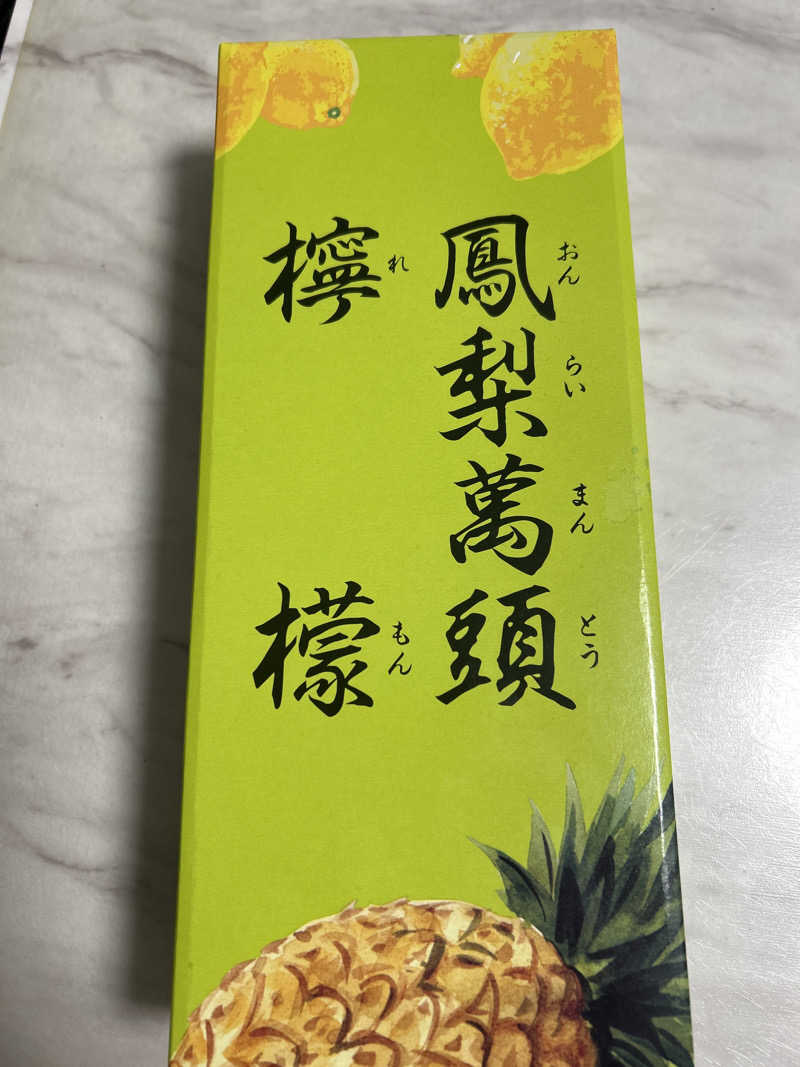 鳳梨萬頭
おんらいまんとう
檸檬
れもん